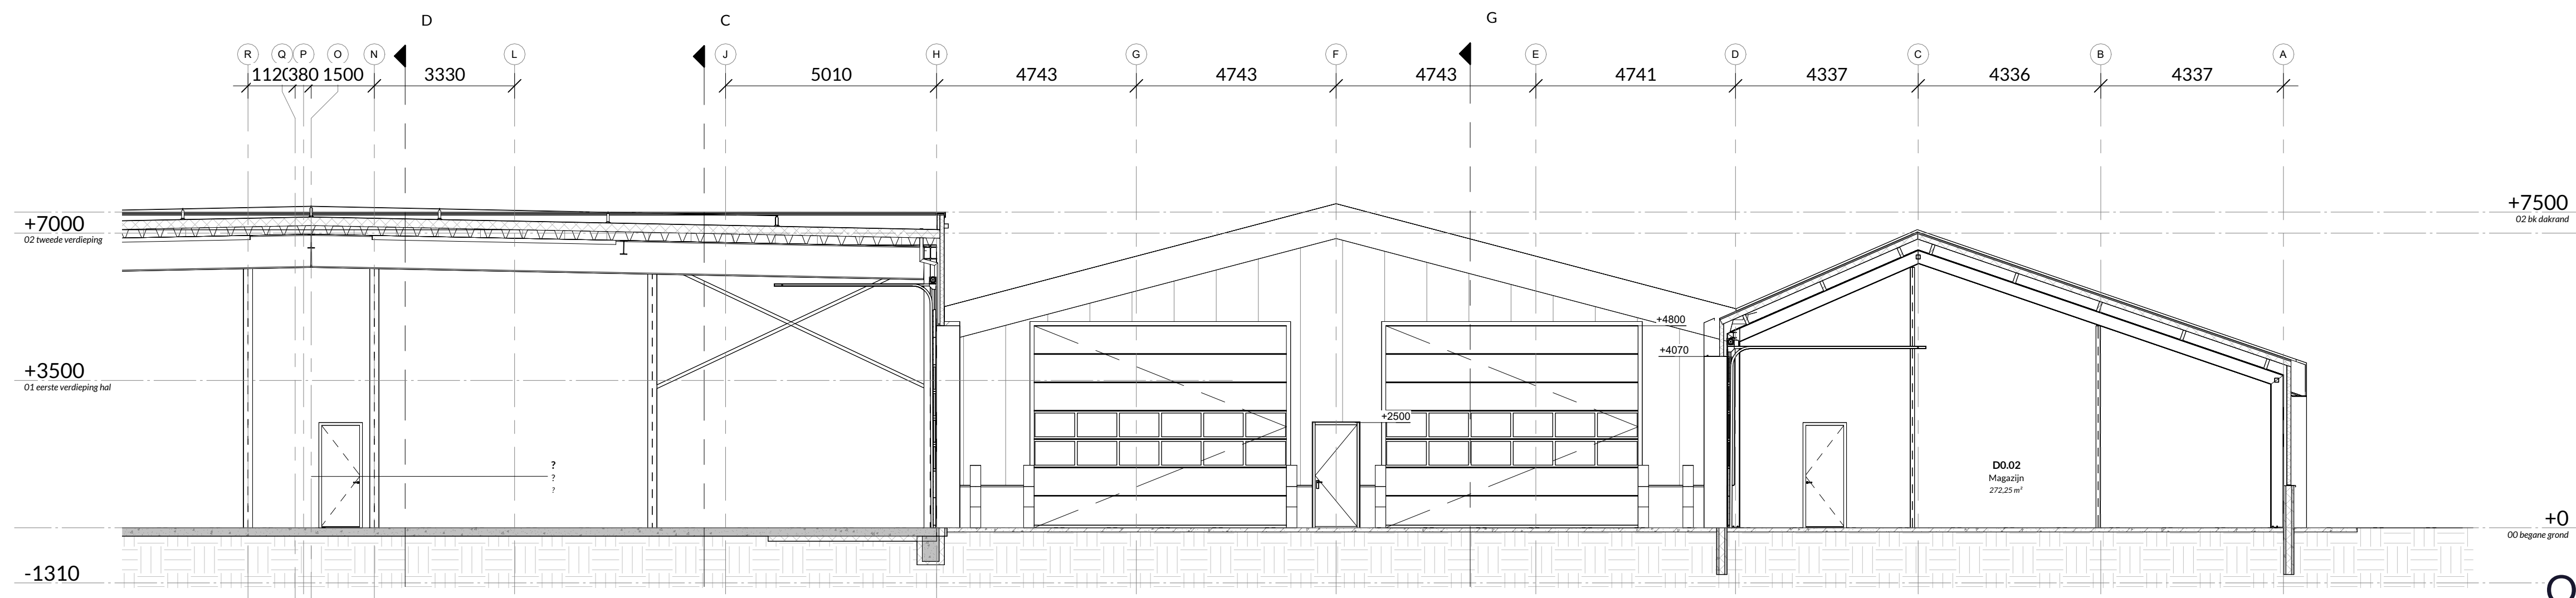 D C G
R Q P O N L J H G F E D C B A
1120 380 1500 3330 5010 4743 4743 4743 4741 4337 4336 4337
+7000
02 tweede verdieping
+7500
02 bk dakrand
+4800
+4070
+3500
01 eerste verdieping hal
+2500
?
?
?
D0.02
Magazijn
272,25 m²
+0
00 begane grond
-1310